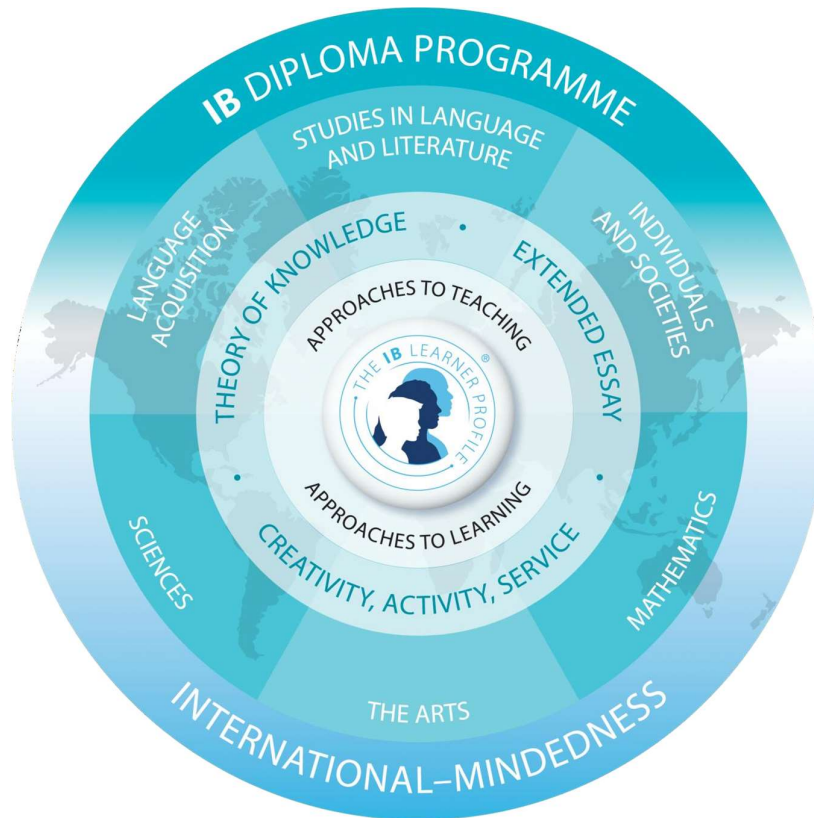 IB DIPLOMA PROGRAMME
STUDIES IN LANGUAGE
AND LITERATURE
LANGUAGE
ACQUISITION
INDIVIDUALS
AND SOCIETIES
THEORY OF KNOWLEDGE
•
EXTENDED ESSAY
APPROACHES TO TEACHING
THE IB LEARNER PROFILE ®
APPROACHES TO LEARNING
•
CREATIVITY, ACTIVITY, SERVICE
•
SCIENCES
MATHEMATICS
THE ARTS
INTERNATIONAL–MINDEDNESS